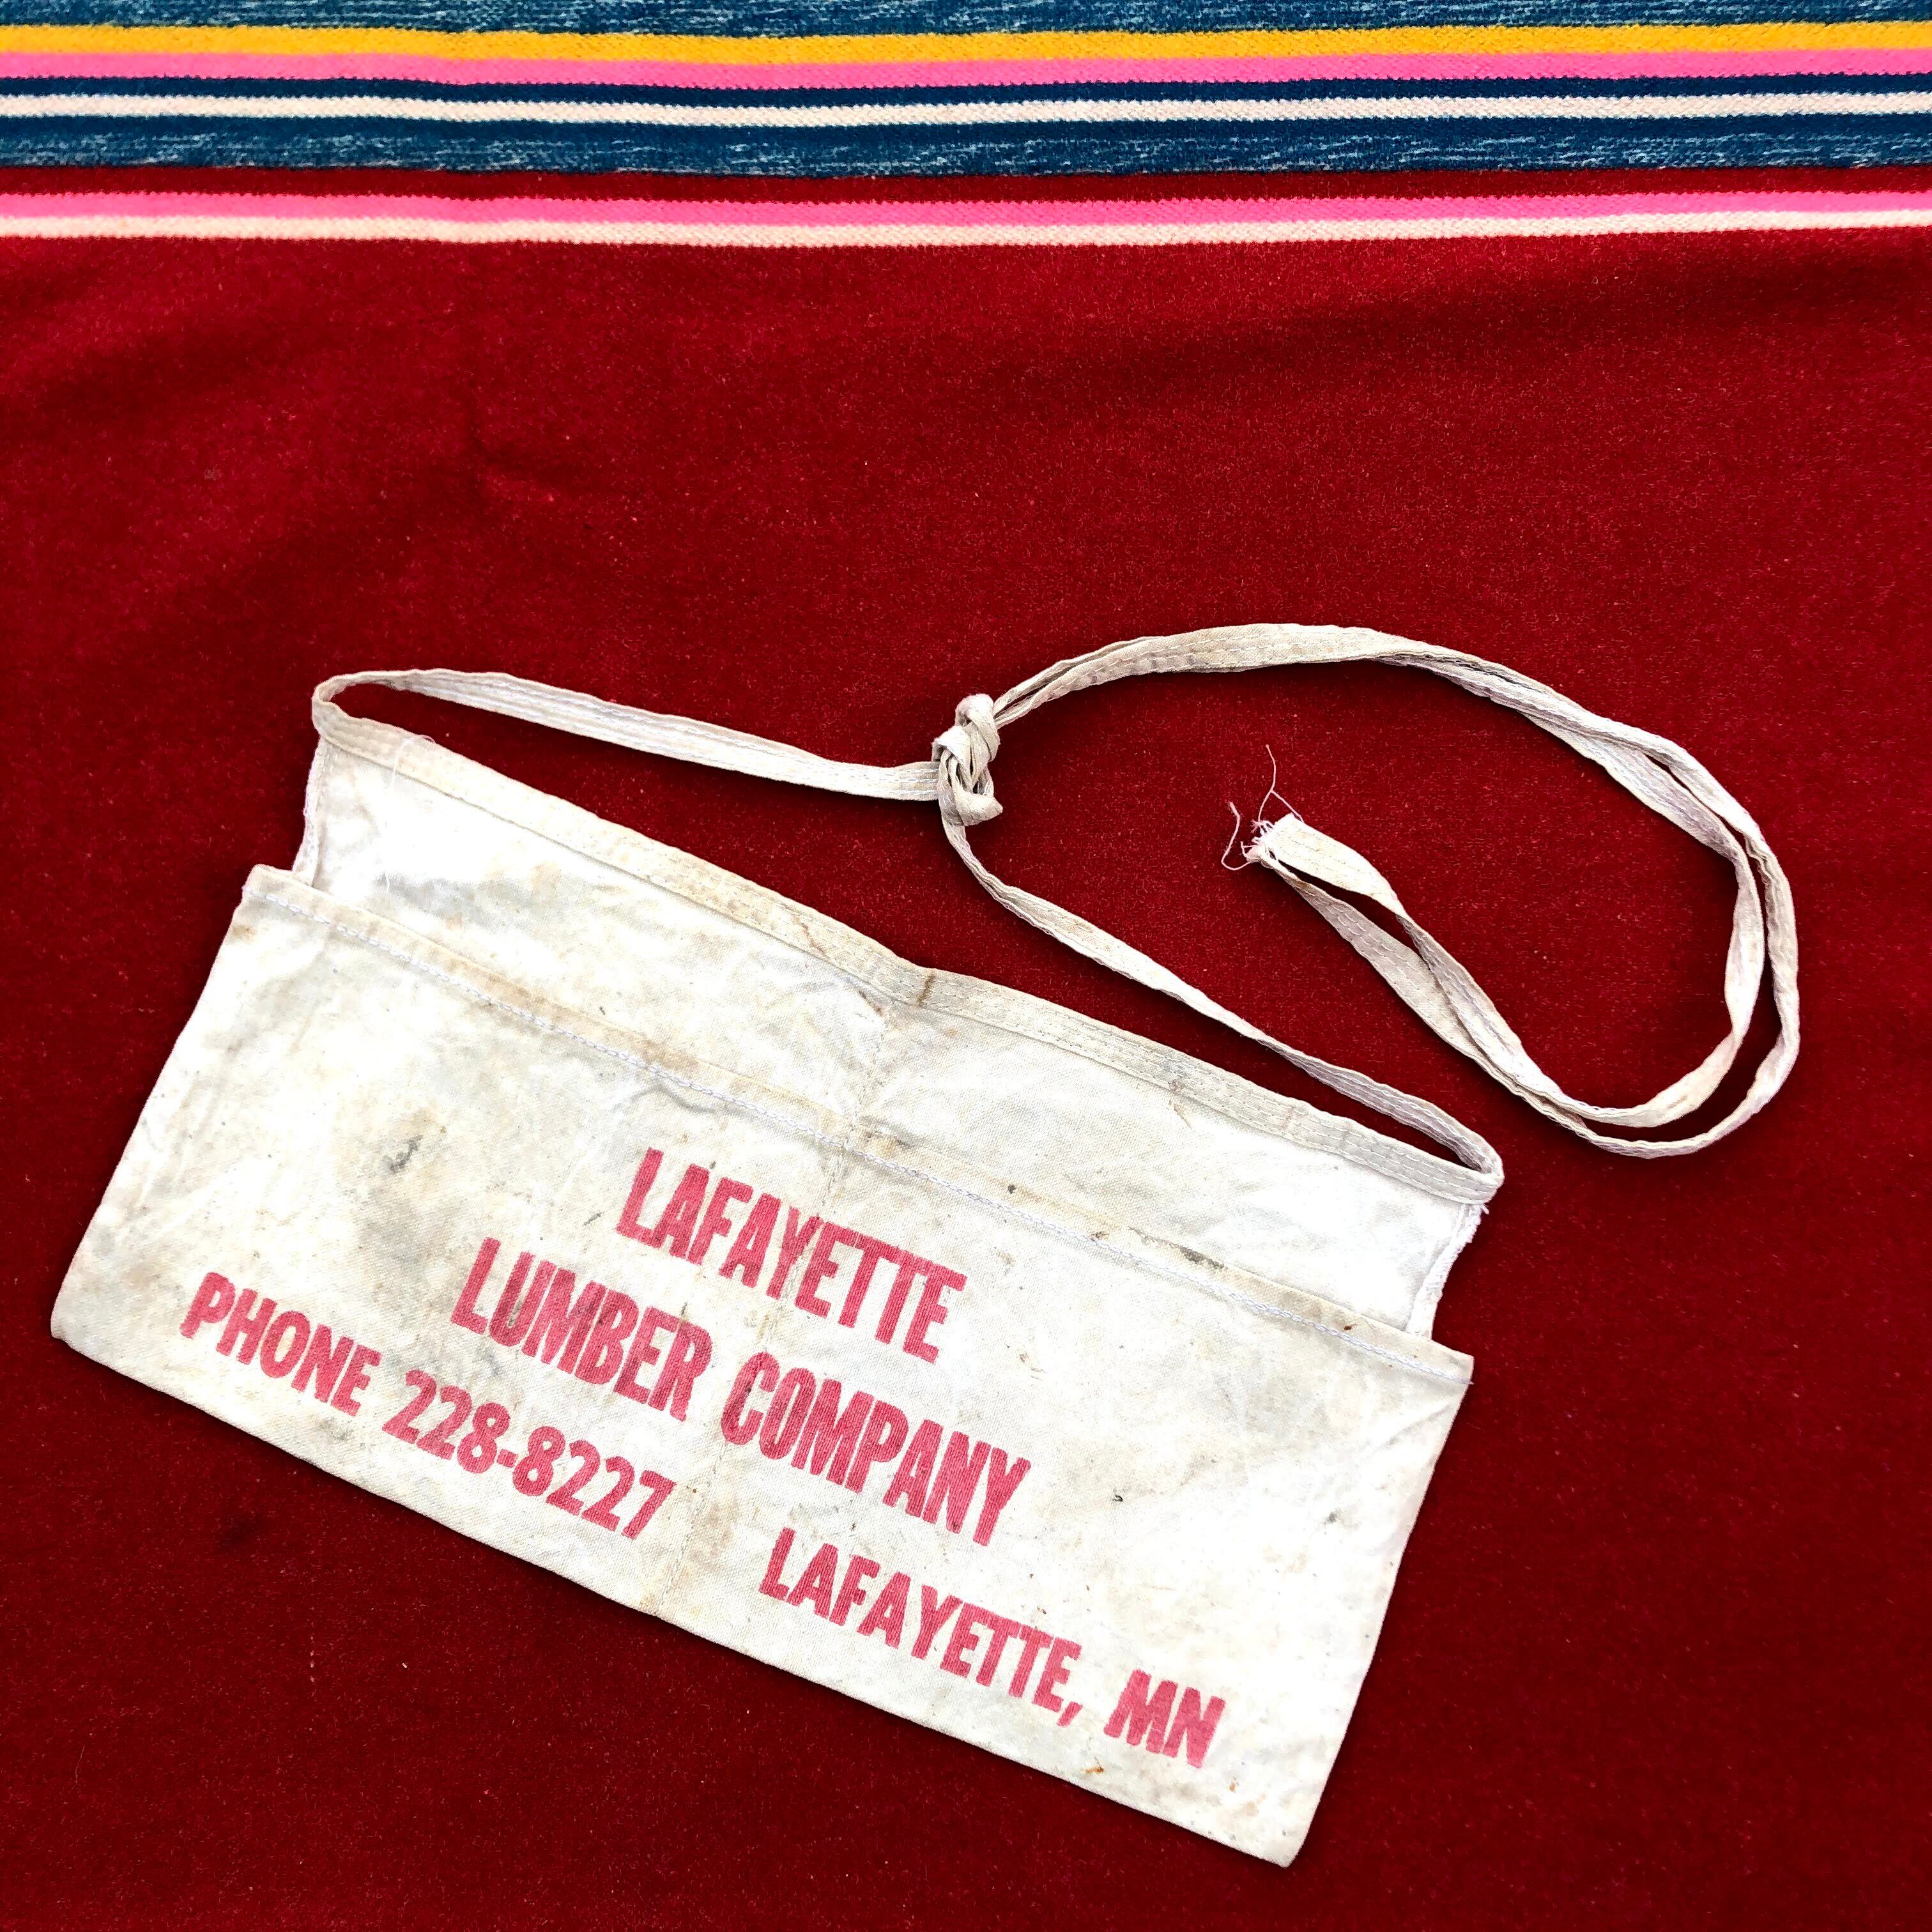 LAFAYETTE
LUMBER COMPANY
PHONE 228-8227 LAFAYETTE, MN